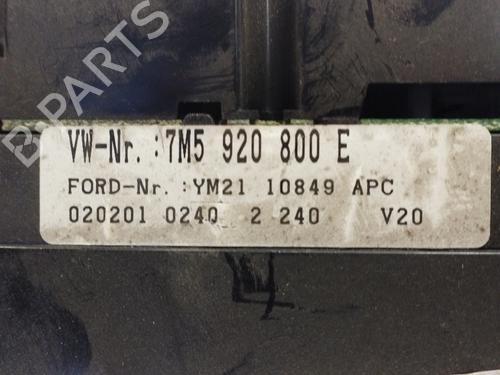 B-PARTS
VW-Nr. :7M5 920 800 E
FORD-Nr. :YM21 10849 APC
020201 0240 2 240 V20